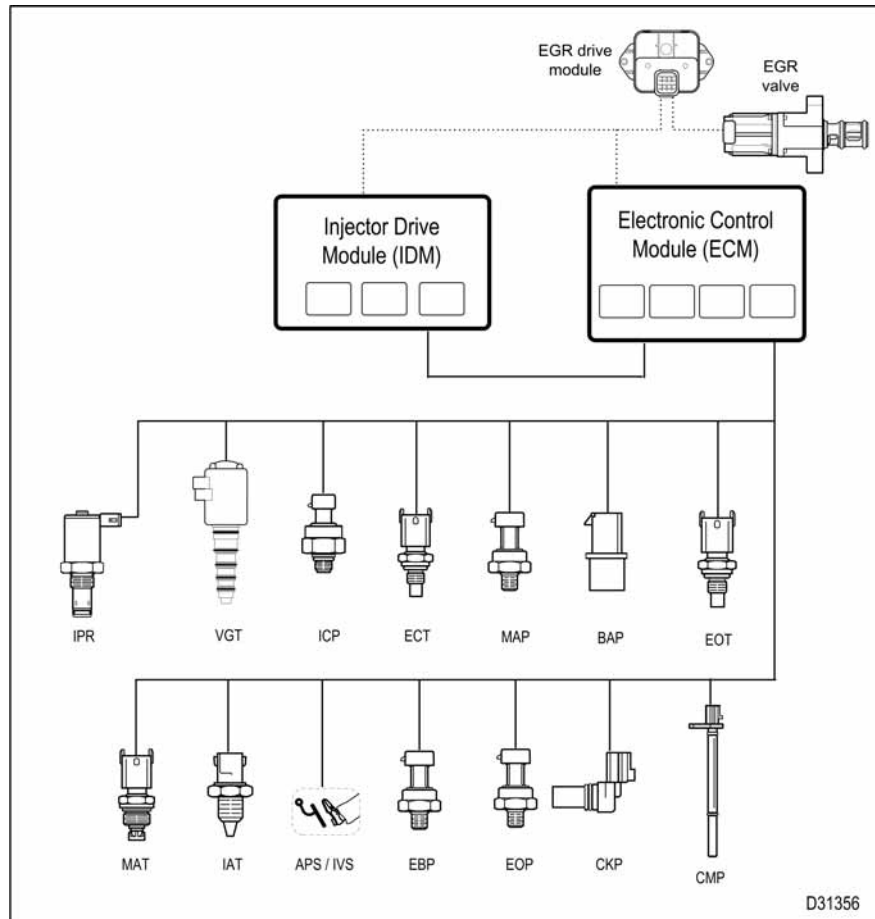 EGR drive
module
EGR
valve
Injector Drive
Module (IDM)
Electronic Control
Module (ECM)
IPR
VGT
ICP
ECT
MAP
BAP
EOT
MAT
IAT
APS / IVS
EBP
EOP
CKP
CMP
D31356